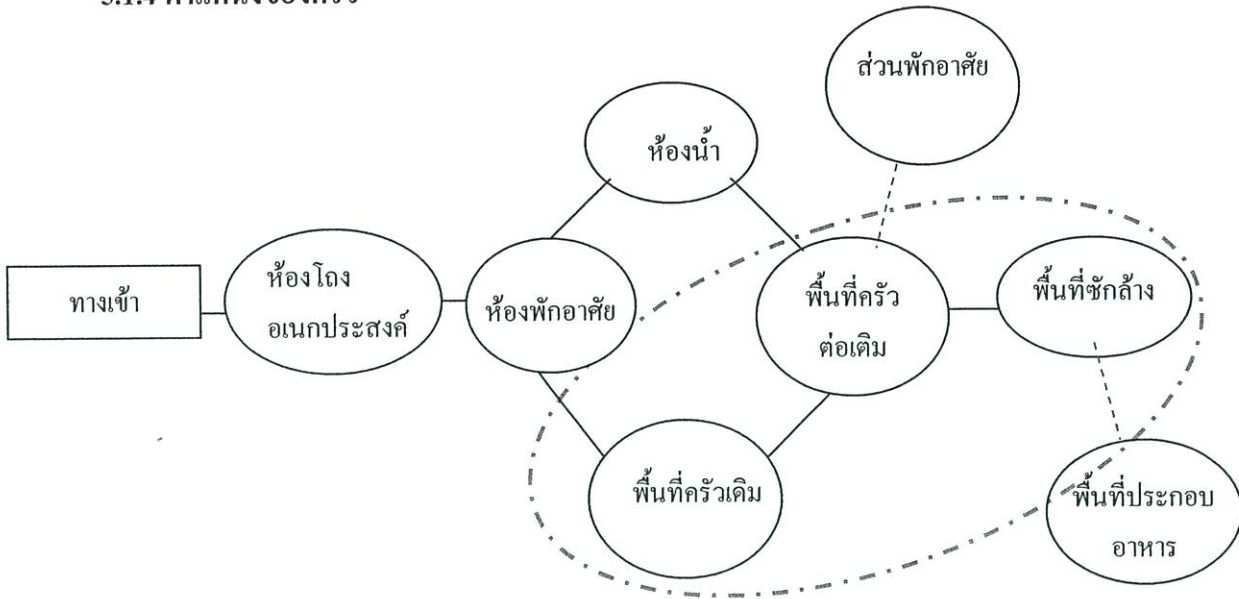 ส่วนพักอาศัย
ห้องน้ำ
ทางเข้า
ห้องโถง
อเนกประสงค์
ห้องพักอาศัย
พื้นที่ครัว
ต่อเติม
พื้นที่ซักล้าง
พื้นที่ครัวเดิม
พื้นที่ประกอบ
อาหาร